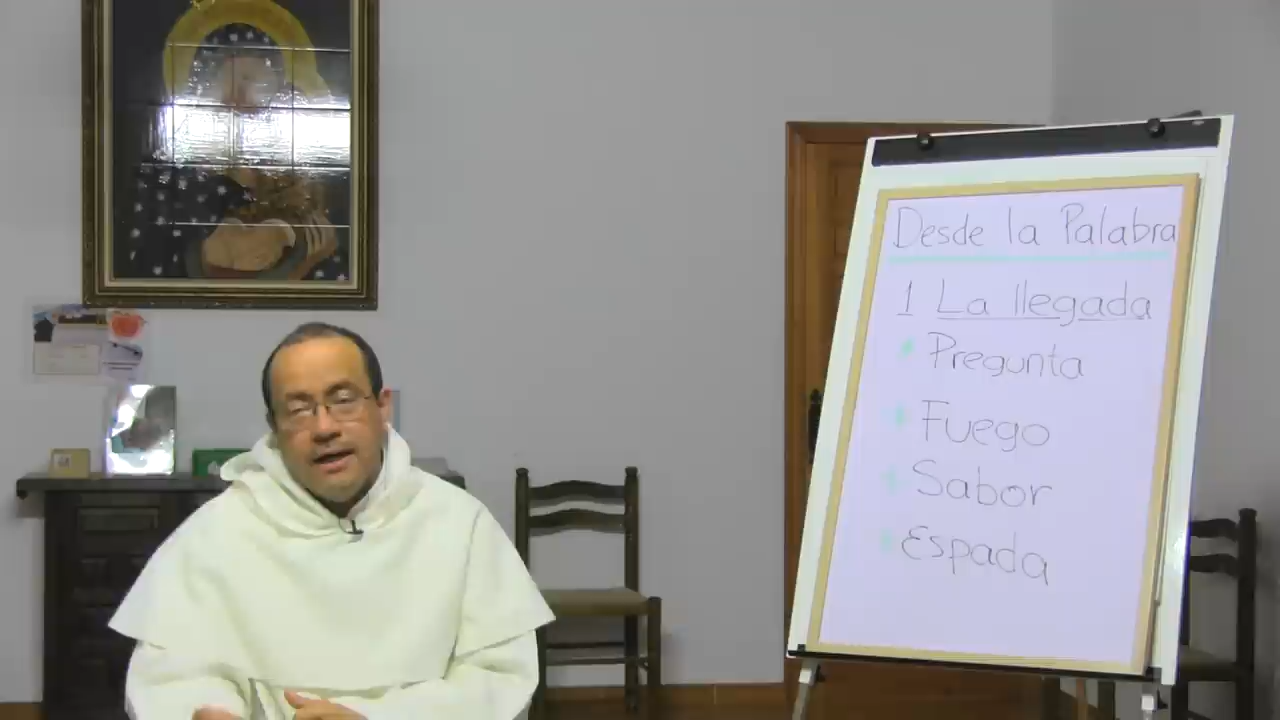 Desde la Palabra
1 La llegada
Pregunta
Fuego
Sabor
Espada